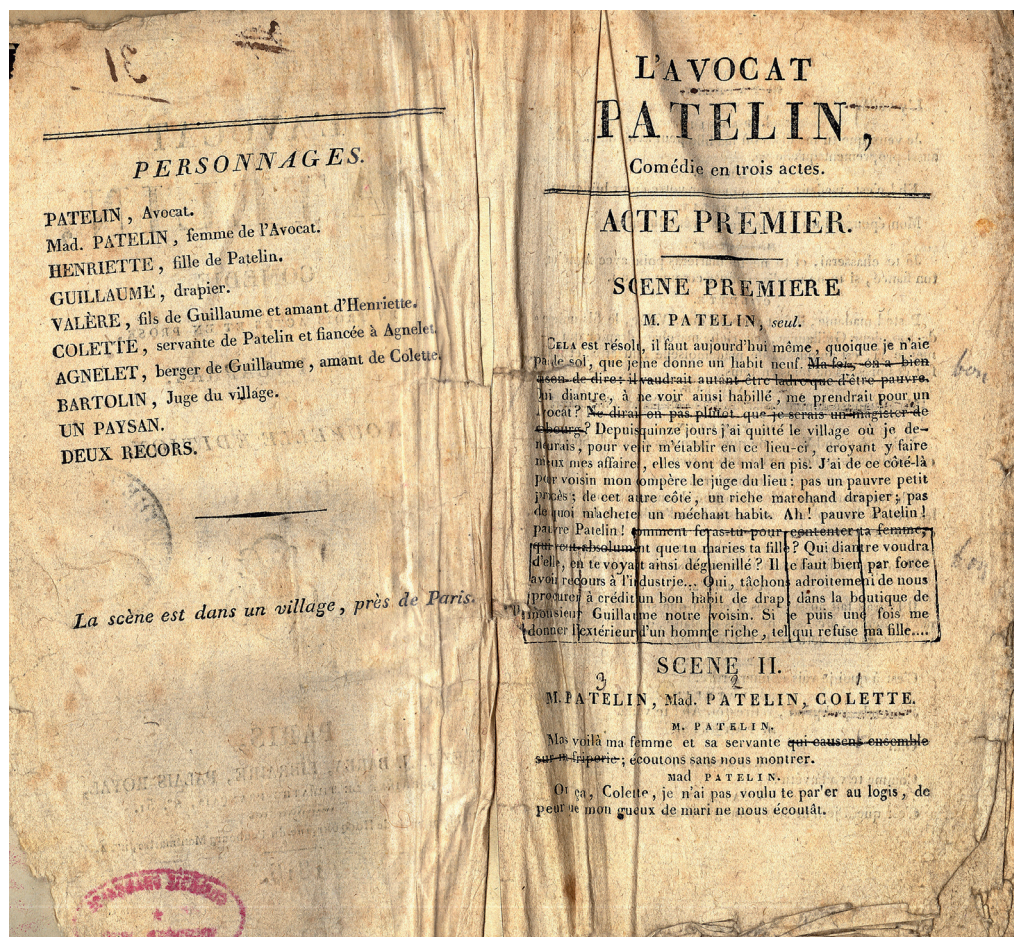 31
PERSONNAGES.
PATELIN, Avocat.
Mad. PATELIN, femme de l'Avocat.
HENRIETTE, fille de Patelin.
GUILLAUME, drapier.
VALÈRE, fils de Guillaume et amant d'Henriette.
COLETTE, servante de Patelin et fiancée à Agnelet.
AGNELET, berger de Guillaume, amant de Colette.
BARTOLIN, Juge du village.
UN PAYSAN.
DEUX RECORS.
La scène est dans un village, près de Paris.
L'AVOCAT
PATELIN,
Comédie en trois actes.
ACTE PREMIER.
SCENE PREMIERE
M. PATELIN, seul.
CELA est résolu, il faut aujourd'hui même, quoique je n'aie
pas le sol, que je me donne un habit neuf. Ma foi, on a bien
raison de dire: il vaudrait autant être ladre que d'être pauvre.
Qui diantre, à me voir ainsi habillé, me prendrait pour un
avocat? Ne dirait-on pas plutôt que je serais un magister de
bourg? Depuis quinze jours j'ai quitté le village où je de-
meurais, pour venir m'établir en ce lieu-ci, croyant y faire
mieux mes affaires, elles vont de mal en pis. J'ai de ce côté-là
pour voisin mon compère le juge du lieu: pas un pauvre petit
procès; de cet autre côté, un riche marchand drapier; pas
de quoi m'acheter un méchant habit. Ah! pauvre Patelin!
pauvre Patelin! comment feras-tu pour contenter ta femme,
qui veut absolument que tu maries ta fille? Qui diantre voudra
d'elle, en te voyant ainsi déguenillé? Il te faut bien par force
avoir recours à l'industrie... Oui, tâchons adroitement de nous
procurer à crédit un bon habit de drap dans la boutique de
monsieur Guillaume notre voisin. Si je puis une fois me
donner l'extérieur d'un homme riche, tel qui refuse ma fille....
bon
bon
SCENE II.
3 2 1
M. PATELIN, Mad. PATELIN, COLETTE.
M. PATELIN.
Mais voilà ma femme et sa servante qui causent ensemble
sur ma friperie; écoutons sans nous montrer.
Mad PATELIN.
Or ça, Colette, je n'ai pas voulu te par'er au logis, de
peur que mon gueux de mari ne nous écoutât.